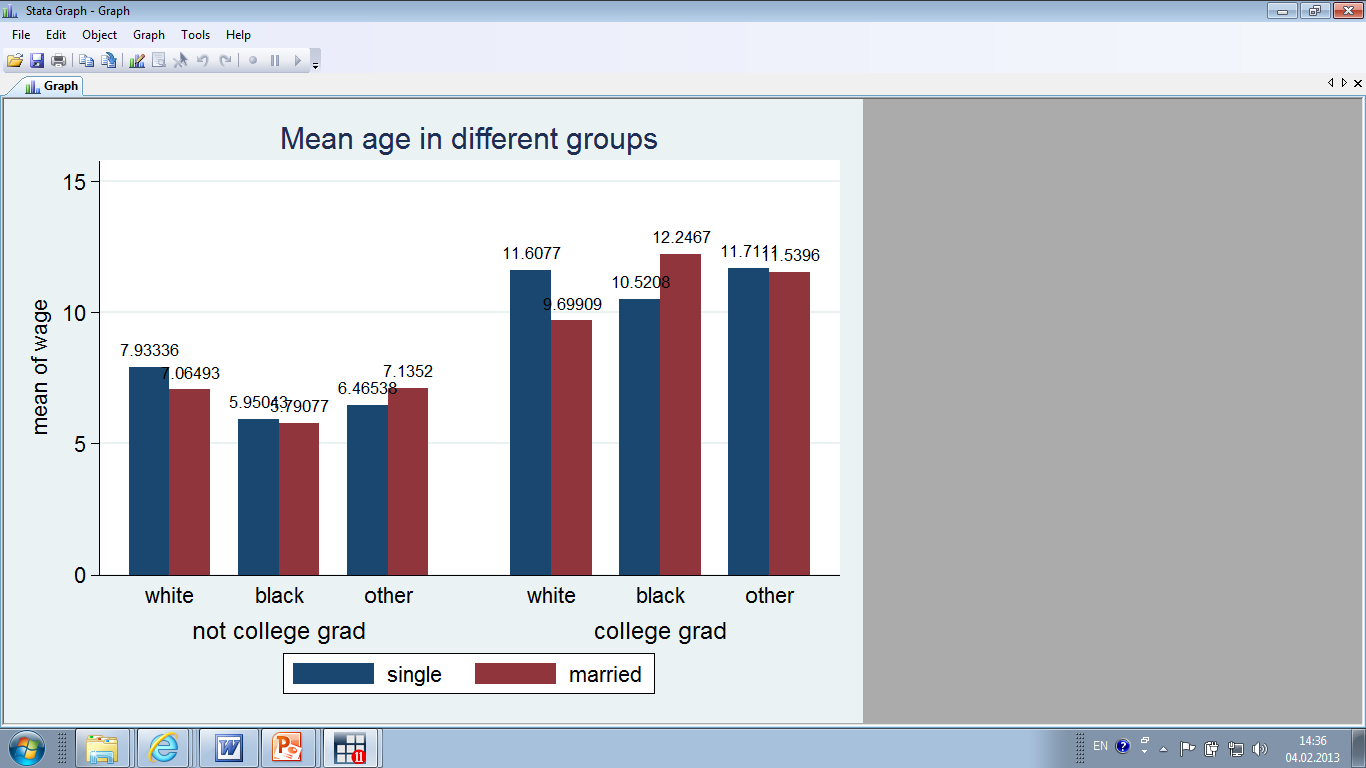 Stata Graph - Graph
File Edit Object Graph Tools Help
Graph
Mean age in different groups
mean of wage
15
10
5
0
7.93336
7.06493
5.95043
5.79077
6.46538
7.1352
11.6077
9.69909
10.5208
12.2467
11.7111
11.5396
white black other white black other
not college grad college grad
single married
W
P
11
EN
?
14:36
04.02.2013